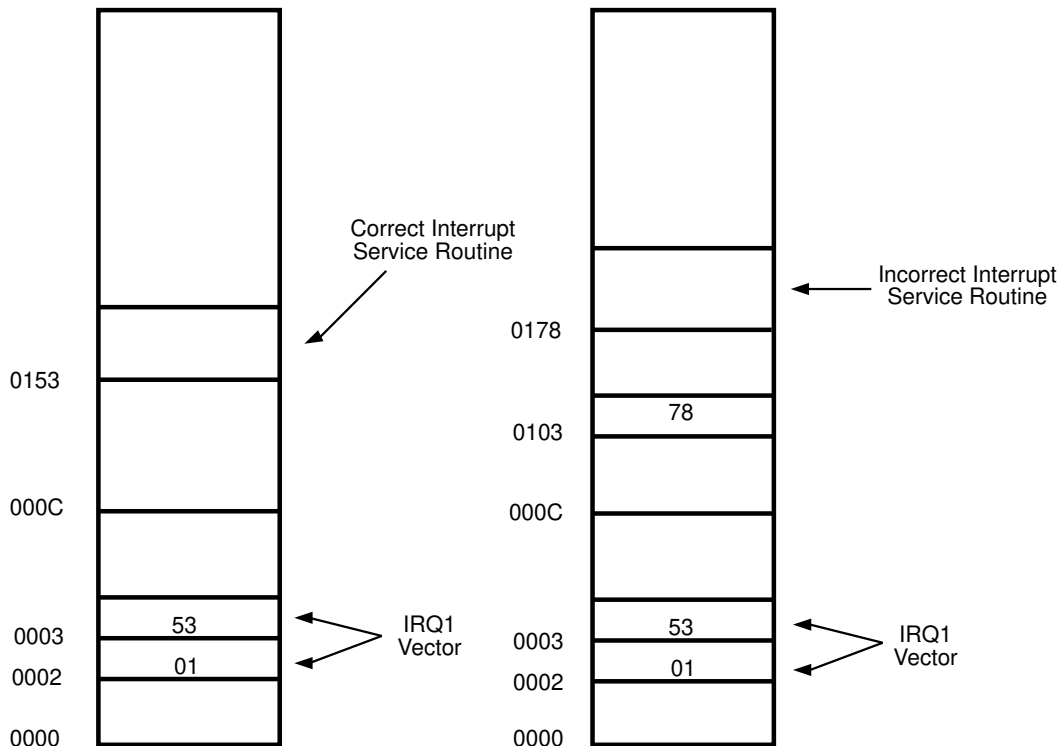 Correct Interrupt
Service Routine
0153
000C
53
0003
IRQ1
Vector
01
0002
0000
Incorrect Interrupt
Service Routine
0178
78
0103
000C
53
0003
IRQ1
Vector
01
0002
0000